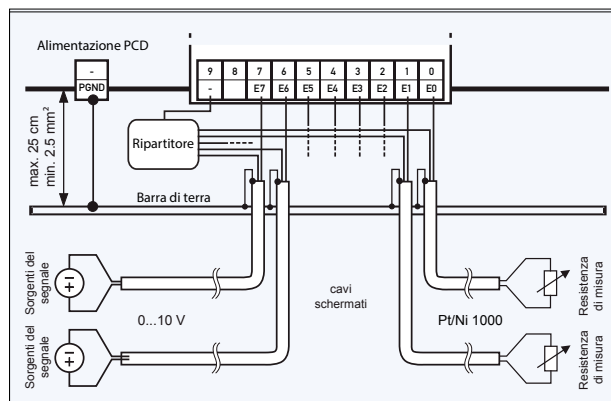 Alimentazione PCD
-
PGND
9 8 7 6 5 4 3 2 1 0
- E7 E6 E5 E4 E3 E2 E1 E0
max. 25 cm
min. 2.5 mm²
Ripartitore
Barra di terra
Sorgenti del
segnale
0...10 V
cavi
schermati
Pt/Ni 1000
Resistenza
di misura
Sorgenti del
segnale
Resistenza
di misura